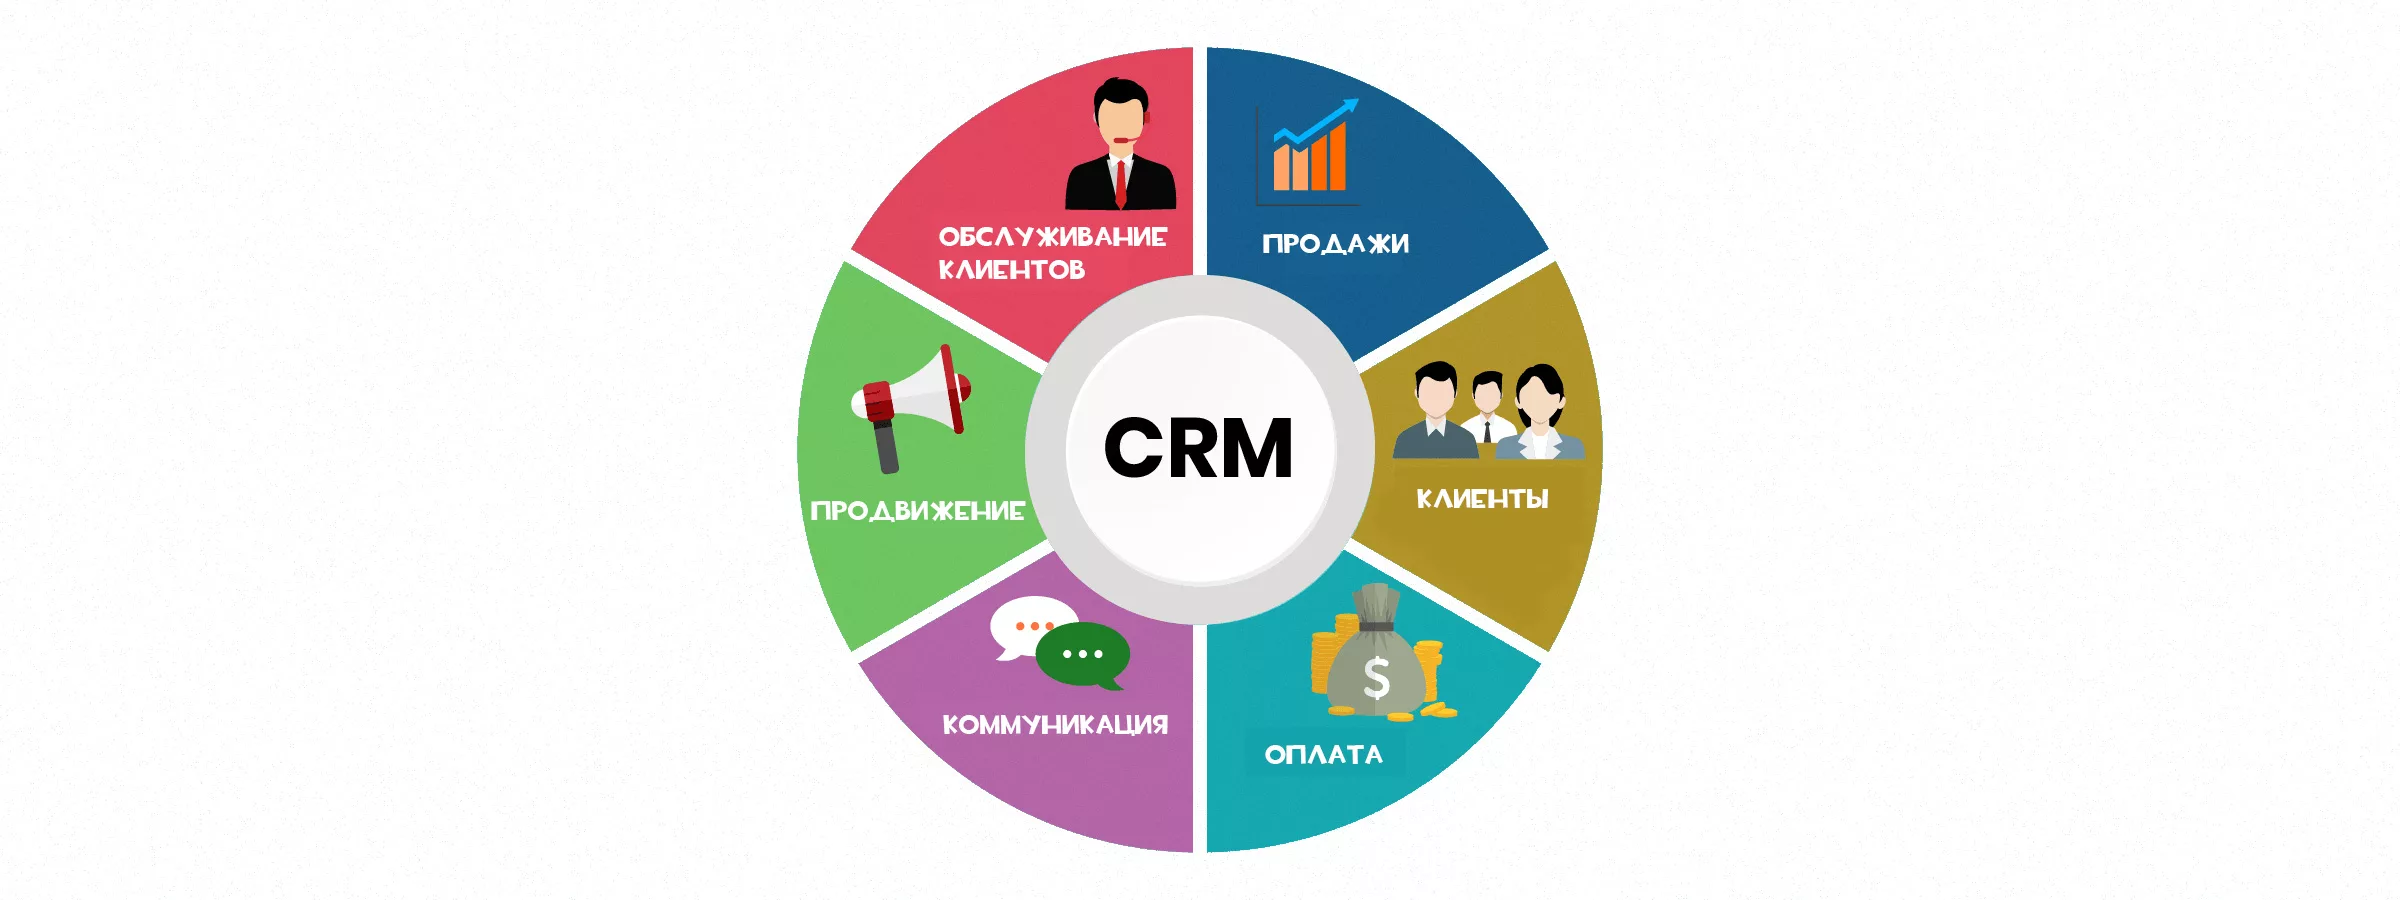 ОБСЛУЖИВАНИЕ
КЛИЕНТОВ
ПРОДАЖИ
ПРОДВИЖЕНИЕ
CRM
КЛИЕНТЫ
КОММУНИКАЦИЯ
$
ОПЛАТА